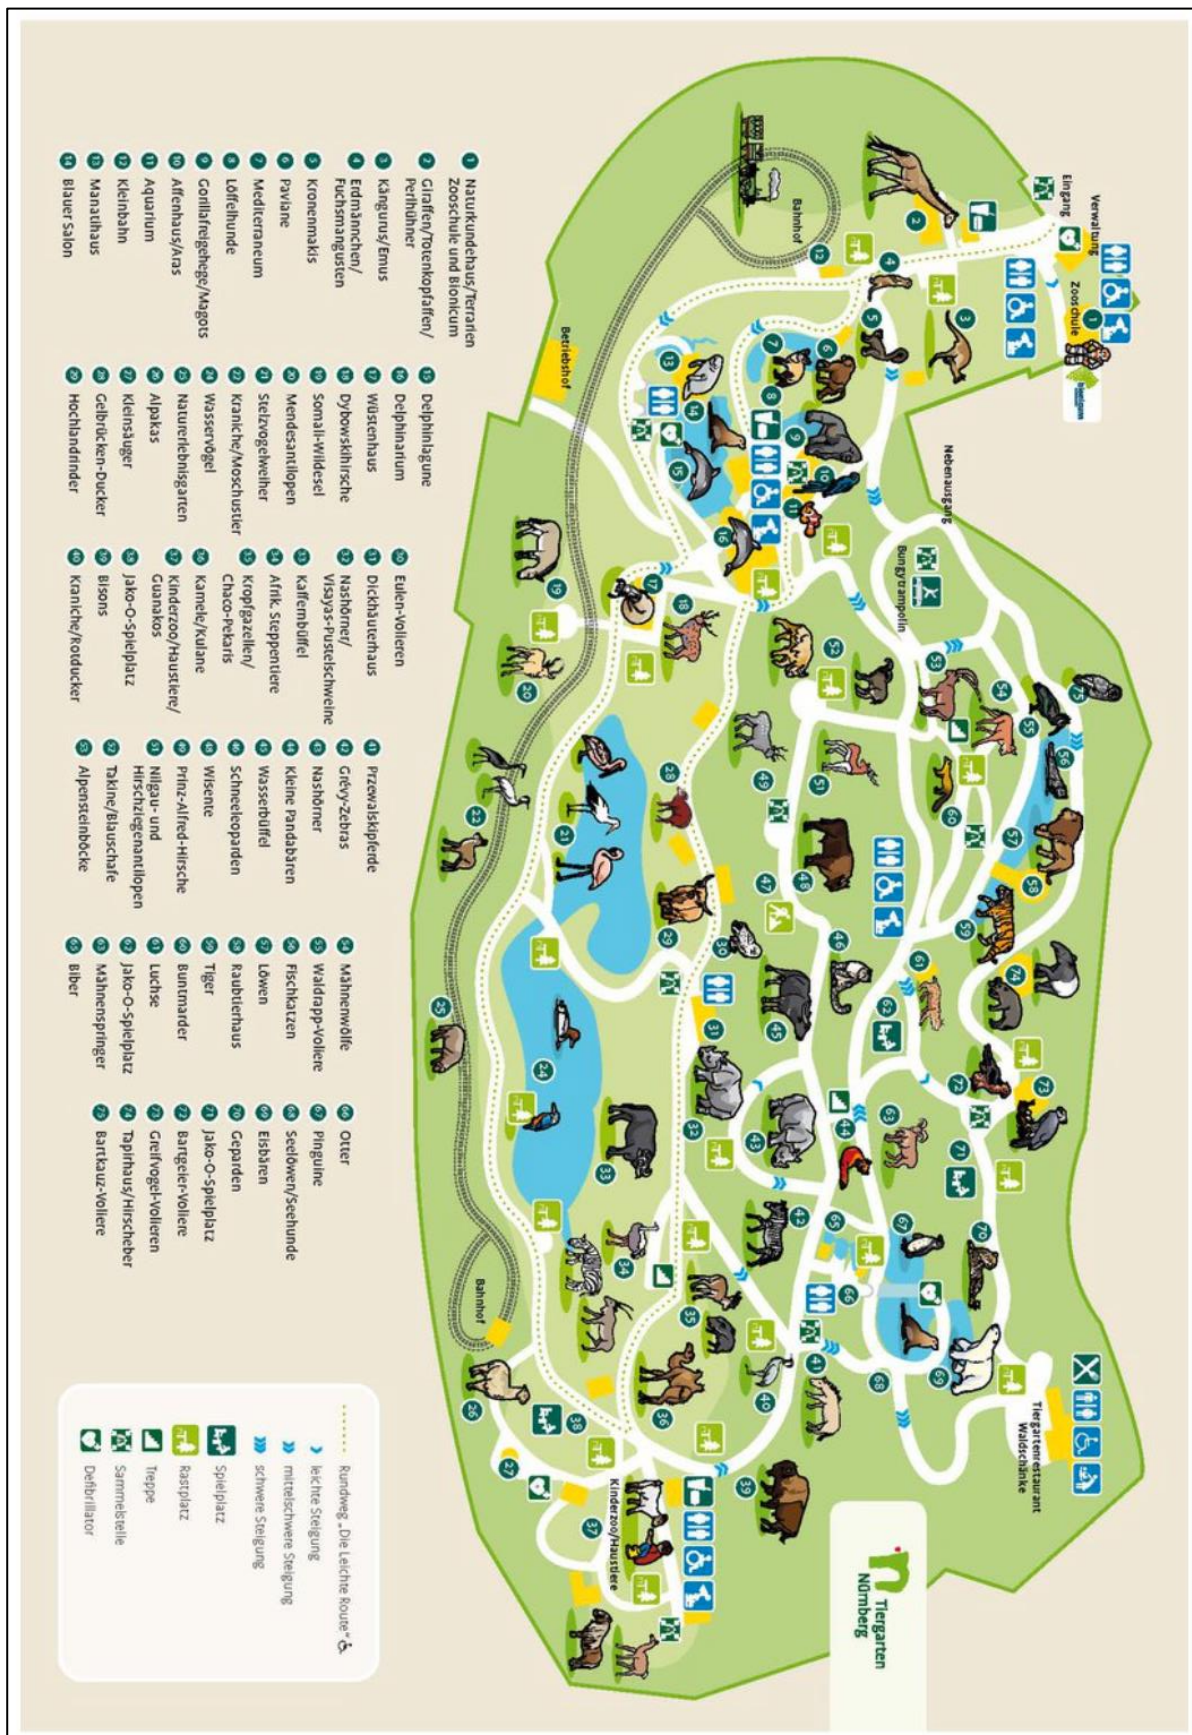 Verwaltung
Eingang
Zooschule
bionicum
Bahnhof
Betriebshof
Nebenausgang
Bungytrampolin
Bahnhof
Tiergartenrestaurant
Waldschänke
Kinderzoo/Haustiere
Tiergarten
Nürnberg
1 Naturkundehaus/Terrarien
Zooschule und Bionicum
2 Giraffen/Totenkopfaffen/
Perlhühner
3 Kängurus/Emus
4 Erdmännchen/
Fuchsmangusten
5 Kronenmakis
6 Paviane
7 Mediterraneum
8 Löffelhunde
9 Gorillafreigehege/Magots
10 Affenhaus/Aras
11 Aquarium
12 Kleinbahn
13 Manatihaus
14 Blauer Salon
15 Delphinlagune
16 Delphinarium
17 Wüstenhaus
18 Dybowskihirsche
19 Somali-Wildesel
20 Mendesantilopen
21 Stelzvogelweiher
22 Kraniche/Moschustier
24 Wasservögel
25 Naturerlebnisgarten
26 Alpakas
27 Kleinsäuger
28 Gelbrücken-Ducker
29 Hochlandrinder
30 Eulen-Volieren
31 Dickhäuterhaus
32 Nashörner/
Visayas-Pustelschweine
33 Kaffernbüffel
34 Afrik. Steppentiere
35 Kropfgazellen/
Chaco-Pekaris
36 Kamele/Kulane
37 Kinderzoo/Haustiere/
Guanakos
38 Jako-O-Spielplatz
39 Bisons
40 Kraniche/Rotducker
41 Przewalskipferde
42 Grévy-Zebras
43 Nashörner
44 Kleine Pandabären
45 Wasserbüffel
46 Schneeleoparden
48 Wisente
49 Prinz-Alfred-Hirsche
51 Nilgau- und
Hirschziegenantilopen
52 Takine/Blauschafe
53 Alpensteinböcke
54 Mähnenwölfe
55 Waldrapp-Voliere
56 Fischkatzen
57 Löwen
58 Raubtierhaus
59 Tiger
60 Buntmarder
61 Luchse
62 Jako-O-Spielplatz
63 Mähnenspringer
65 Biber
66 Otter
67 Pinguine
68 Seelöwen/Seehunde
69 Eisbären
70 Geparden
71 Jako-O-Spielplatz
72 Bartgeier-Voliere
73 Greifvogel-Volieren
74 Tapirhaus/Hirscheber
75 Bartkauz-Voliere
Rundweg „Die Leichte Route“
leichte Steigung
mittelschwere Steigung
schwere Steigung
Spielplatz
Rastplatz
Treppe
Sammelstelle
Defibrillator